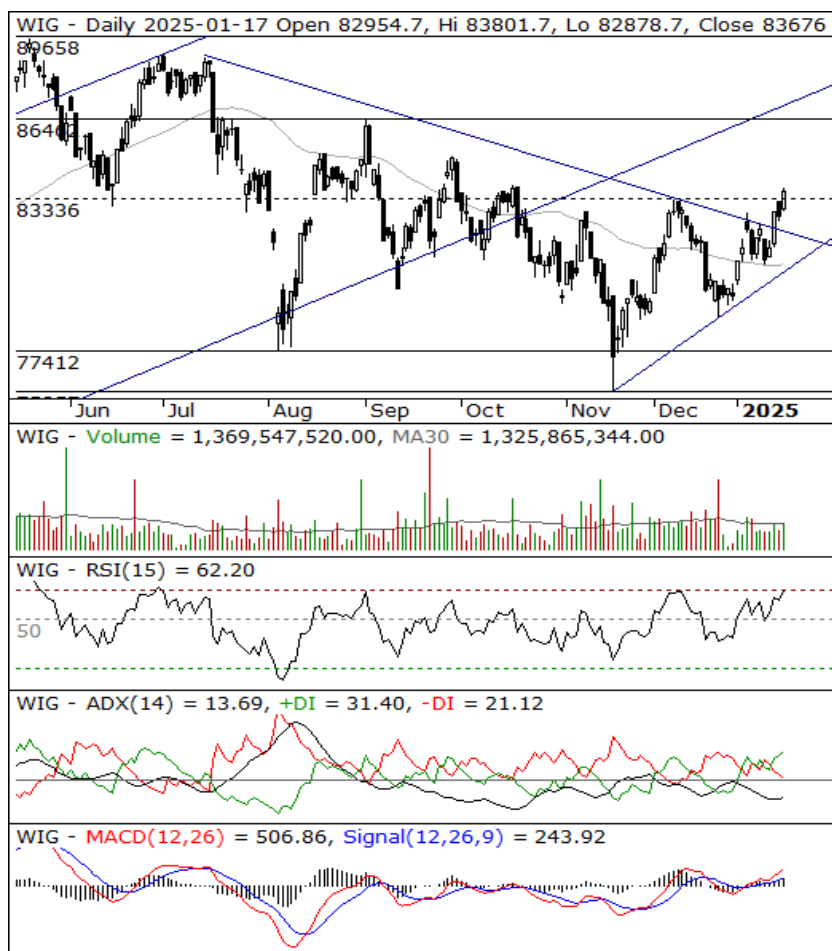 WIG - Daily 2025-01-17 Open 82954.7, Hi 83801.7, Lo 82878.7, Close 83676
89658
86462
83336
77412
Jun Jul Aug Sep Oct Nov Dec 2025
WIG - Volume = 1,369,547,520.00, MA30 = 1,325,865,344.00
WIG - RSI(15) = 62.20
50
WIG - ADX(14) = 13.69, +DI = 31.40, -DI = 21.12
WIG - MACD(12,26) = 506.86, Signal(12,26,9) = 243.92